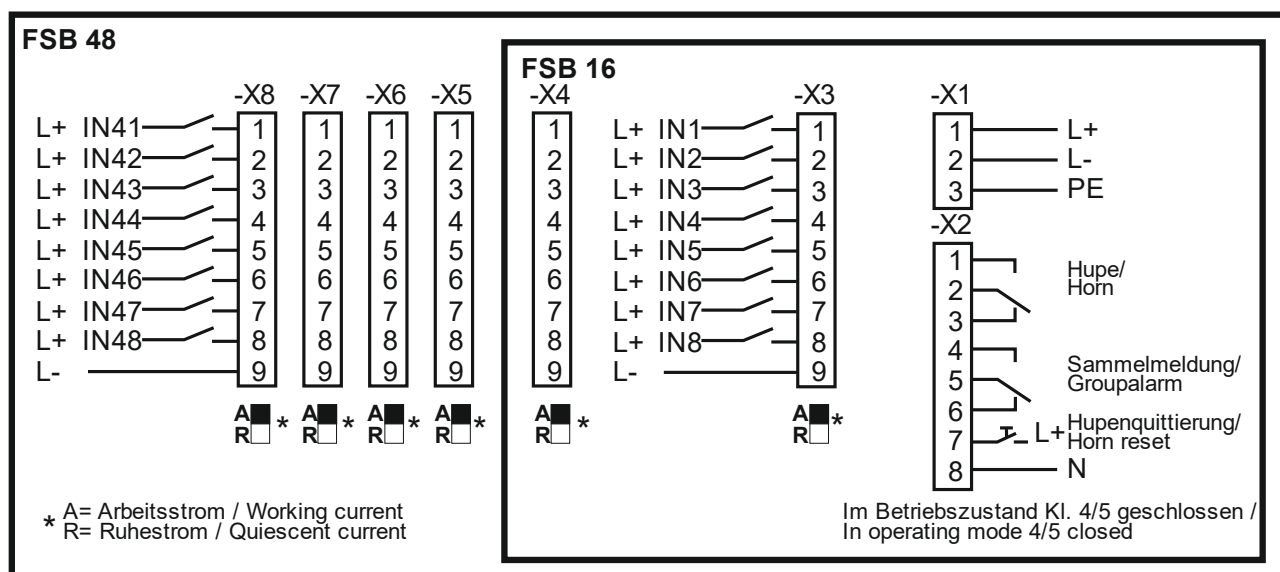 FSB 48
FSB 16
-X8 -X7 -X6 -X5 -X4 -X3 -X1
L+ IN41 1 1 1 1 1 L+ IN1 1 1 L+
L+ IN42 2 2 2 2 2 L+ IN2 2 2 L-
L+ IN43 3 3 3 3 3 L+ IN3 3 3 PE
L+ IN44 4 4 4 4 4 L+ IN4 4 -X2
L+ IN45 5 5 5 5 5 L+ IN5 5 1
L+ IN46 6 6 6 6 6 L+ IN6 6 2
L+ IN47 7 7 7 7 7 L+ IN7 7 3
L+ IN48 8 8 8 8 8 L+ IN8 8 4
L- 9 9 9 9 9 L- 9 5
6
7 L+
8 N
Hupe/
Horn
Sammelmeldung/
Groupalarm
Hupenquittierung/
Horn reset
A A A A A A
R * R * R * R * R * R *
* A= Arbeitsstrom / Working current
R= Ruhestrom / Quiescent current
Im Betriebszustand Kl. 4/5 geschlossen /
In operating mode 4/5 closed